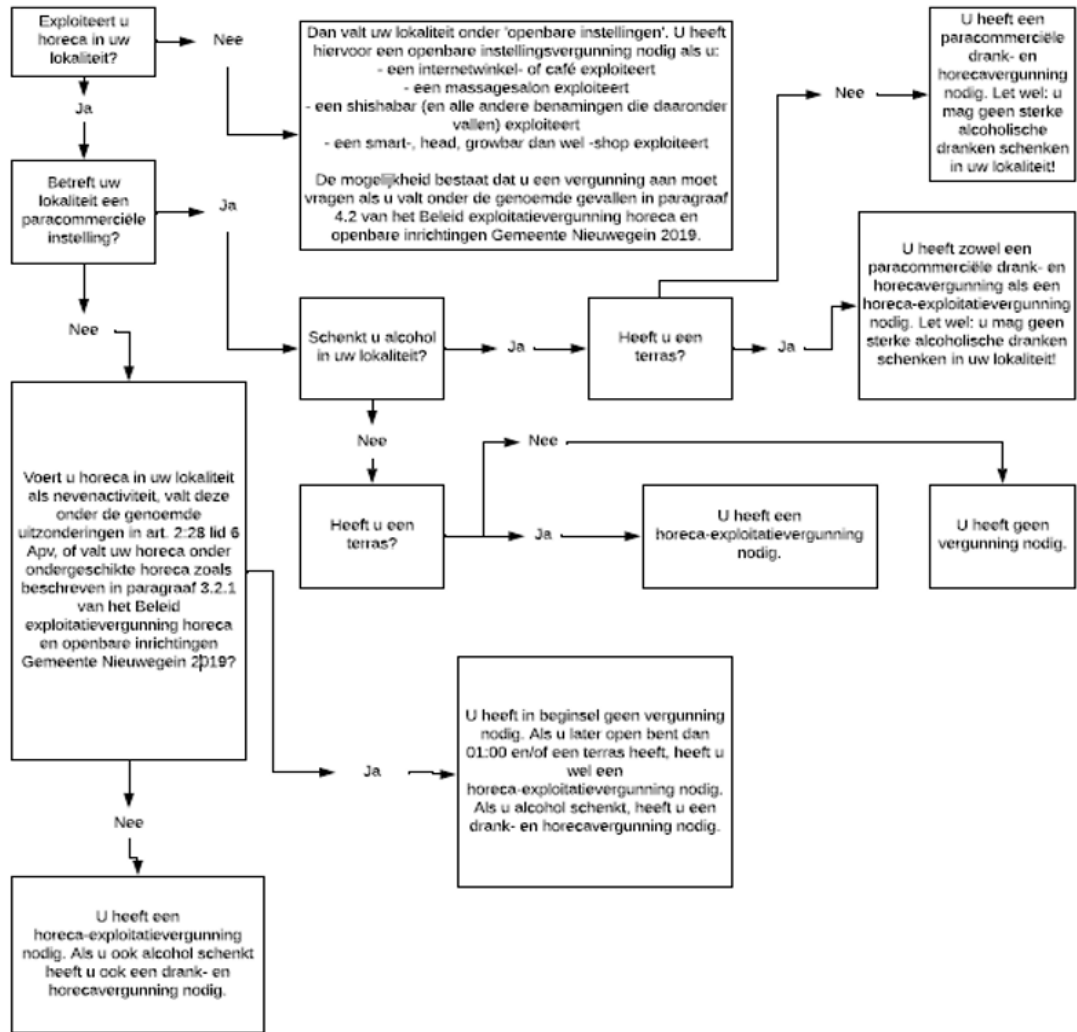 Exploiteert u
horeca in uw
lokaliteit?
Nee
Ja
Dan valt uw lokaliteit onder 'openbare instellingen'. U heeft
hiervoor een openbare instellingsvergunning nodig als u:
- een internetwinkel- of café exploiteert
- een massagesalon exploiteert
- een shishabar (en alle andere benamingen die daaronder
vallen) exploiteert
- een smart-, head, growbar dan wel -shop exploiteert
De mogelijkheid bestaat dat u een vergunning aan moet
vragen als u valt onder de genoemde gevallen in paragraaf
4.2 van het Beleid exploitatievergunning horeca en
openbare inrichtingen Gemeente Nieuwegein 2019.
Nee
U heeft een
paracommerciële
drank- en
horecavergunning
nodig. Let wel: u
mag geen sterke
alcoholische
dranken schenken
in uw lokaliteit!
Betreft uw
lokaliteit een
paracommerciële
instelling?
Ja
Nee
Schenkt u alcohol
in uw lokaliteit?
Ja
Heeft u een
terras?
Ja
U heeft zowel een
paracommerciële drank- en
horecavergunning als een
horeca-exploitatievergunning
nodig. Let wel: u mag geen
sterke alcoholische dranken
schenken in uw lokaliteit!
Nee
Heeft u een
terras?
Nee
Ja
U heeft een
horeca-exploitatievergunning
nodig.
U heeft geen
vergunning nodig.
Voert u horeca in uw lokaliteit
als nevenactiviteit, valt deze
onder de genoemde
uitzonderingen in art. 2:28 lid 6
Apv, of valt uw horeca onder
ondergeschikte horeca zoals
beschreven in paragraaf 3.2.1
van het Beleid
exploitatievergunning horeca
en openbare inrichtingen
Gemeente Nieuwegein 2019?
Ja
U heeft in beginsel geen vergunning
nodig. Als u later open bent dan
01:00 en/of een terras heeft, heeft u
wel een
horeca-exploitatievergunning nodig.
Als u alcohol schenkt, heeft u een
drank- en horecavergunning nodig.
Nee
U heeft een
horeca-exploitatievergunning
nodig. Als u ook alcohol schenkt
heeft u ook een drank- en
horecavergunning nodig.